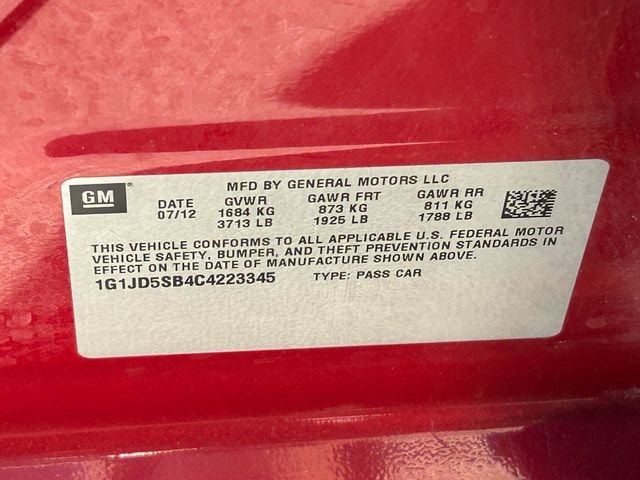 GM
MFD BY GENERAL MOTORS LLC
DATE GVWR GAWR FRT GAWR RR
07/12 1684 KG 873 KG 811 KG
3713 LB 1925 LB 1788 LB
THIS VEHICLE CONFORMS TO ALL APPLICABLE U.S. FEDERAL MOTOR
VEHICLE SAFETY, BUMPER, AND THEFT PREVENTION STANDARDS IN
EFFECT ON THE DATE OF MANUFACTURE SHOWN ABOVE.
1G1JD5SB4C4223345 TYPE: PASS CAR